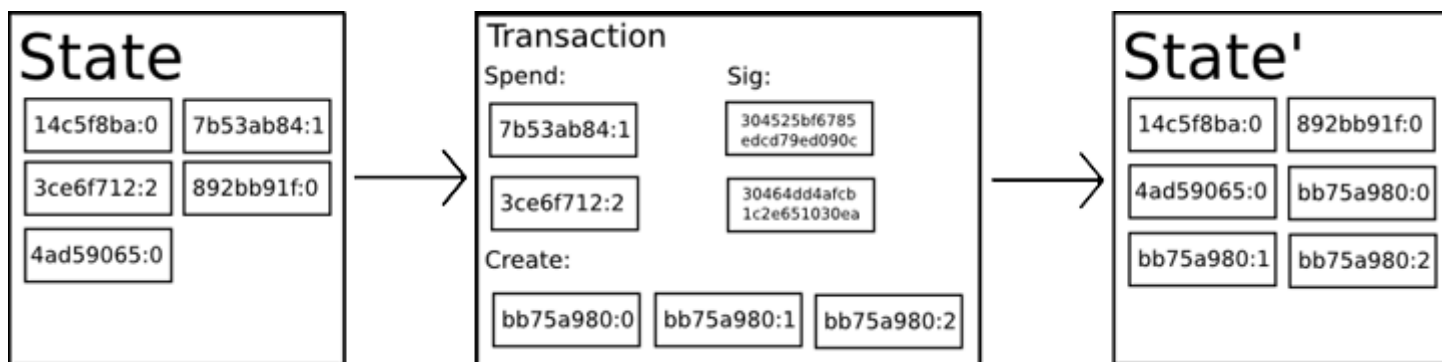 State
14c5f8ba:0 7b53ab84:1
3ce6f712:2 892bb91f:0
4ad59065:0
Transaction
Spend: Sig:
7b53ab84:1
304525bf6785
edcd79ed090c
3ce6f712:2
30464dd4afcb
1c2e651030ea
Create:
bb75a980:0 bb75a980:1 bb75a980:2
State'
14c5f8ba:0 892bb91f:0
4ad59065:0 bb75a980:0
bb75a980:1 bb75a980:2